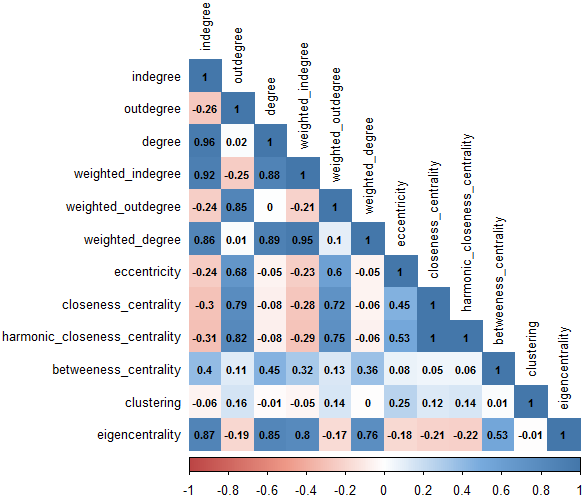 indegree
outdegree
degree
weighted_indegree
weighted_outdegree
weighted_degree
eccentricity
closeness_centrality
harmonic_closeness_centrality
betweeness_centrality
clustering
eigencentrality
indegree 1
outdegree -0.26 1
degree 0.96 0.02 1
weighted_indegree 0.92 -0.25 0.88 1
weighted_outdegree -0.24 0.85 0 -0.21 1
weighted_degree 0.86 0.01 0.89 0.95 0.1 1
eccentricity -0.24 0.68 -0.05 -0.23 0.6 -0.05 1
closeness_centrality -0.3 0.79 -0.08 -0.28 0.72 -0.06 0.45 1
harmonic_closeness_centrality -0.31 0.82 -0.08 -0.29 0.75 -0.06 0.53 1 1
betweeness_centrality 0.4 0.11 0.45 0.32 0.13 0.36 0.08 0.05 0.06 1
clustering -0.06 0.16 -0.01 -0.05 0.14 0 0.25 0.12 0.14 0.01 1
eigencentrality 0.87 -0.19 0.85 0.8 -0.17 0.76 -0.18 -0.21 -0.22 0.53 -0.01 1
-1 -0.8 -0.6 -0.4 -0.2 0 0.2 0.4 0.6 0.8 1